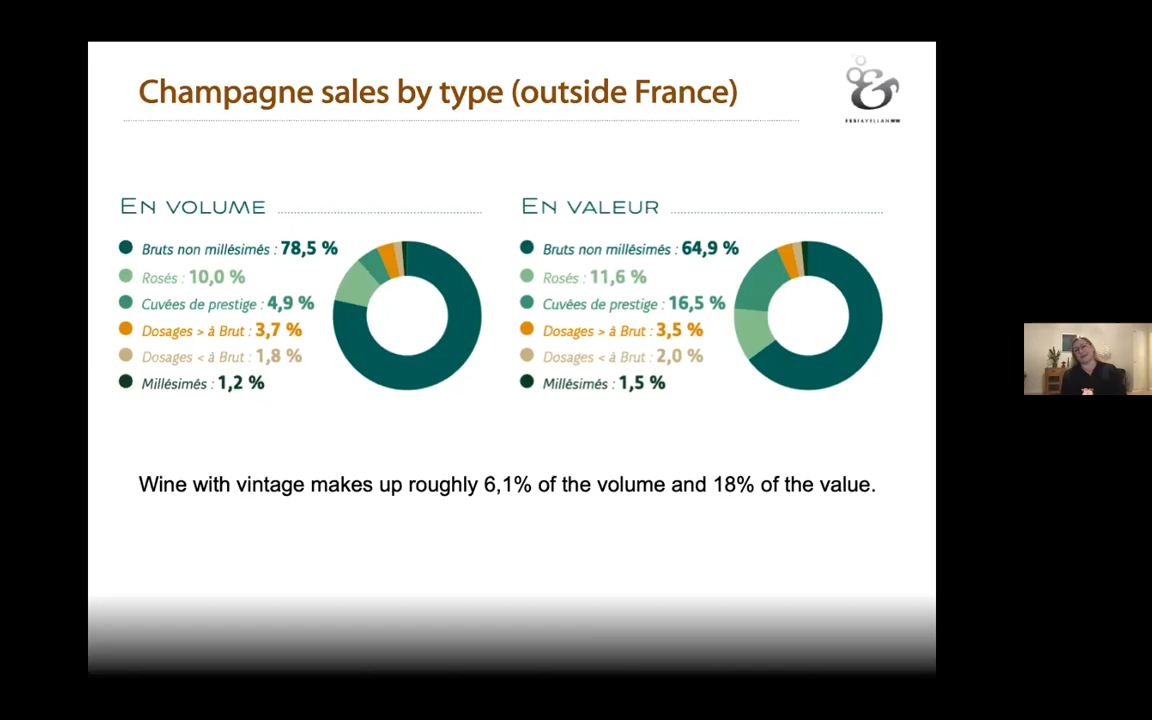 Champagne sales by type (outside France)
ESSIAVELLANMW
EN VOLUME
Bruts non millésimés : 78,5 %
Rosés : 10,0 %
Cuvées de prestige : 4,9 %
Dosages > à Brut : 3,7 %
Dosages < à Brut : 1,8 %
Millésimés : 1,2 %
EN VALEUR
Bruts non millésimés : 64,9 %
Rosés : 11,6 %
Cuvées de prestige : 16,5 %
Dosages > à Brut : 3,5 %
Dosages < à Brut : 2,0 %
Millésimés : 1,5 %
Wine with vintage makes up roughly 6,1% of the volume and 18% of the value.